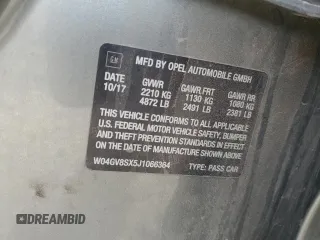 GM
MFD BY OPEL AUTOMOBILE GMBH
DATE GVWR GAWR FRT GAWR RR
10/17 2210 KG 1130 KG 1080 KG
4872 LB 2491 LB 2381 LB
THIS VEHICLE CONFORMS TO ALL APPLICABLE
U.S. FEDERAL MOTOR VEHICLE SAFETY, BUMPER
AND THEFT PREVENTION STANDARDS IN EFFECT
ON THE DATE OF MANUFACTURE SHOWN ABOVE.
W04GV8SX5J1066364 TYPE: PASS CAR
DREAMBID